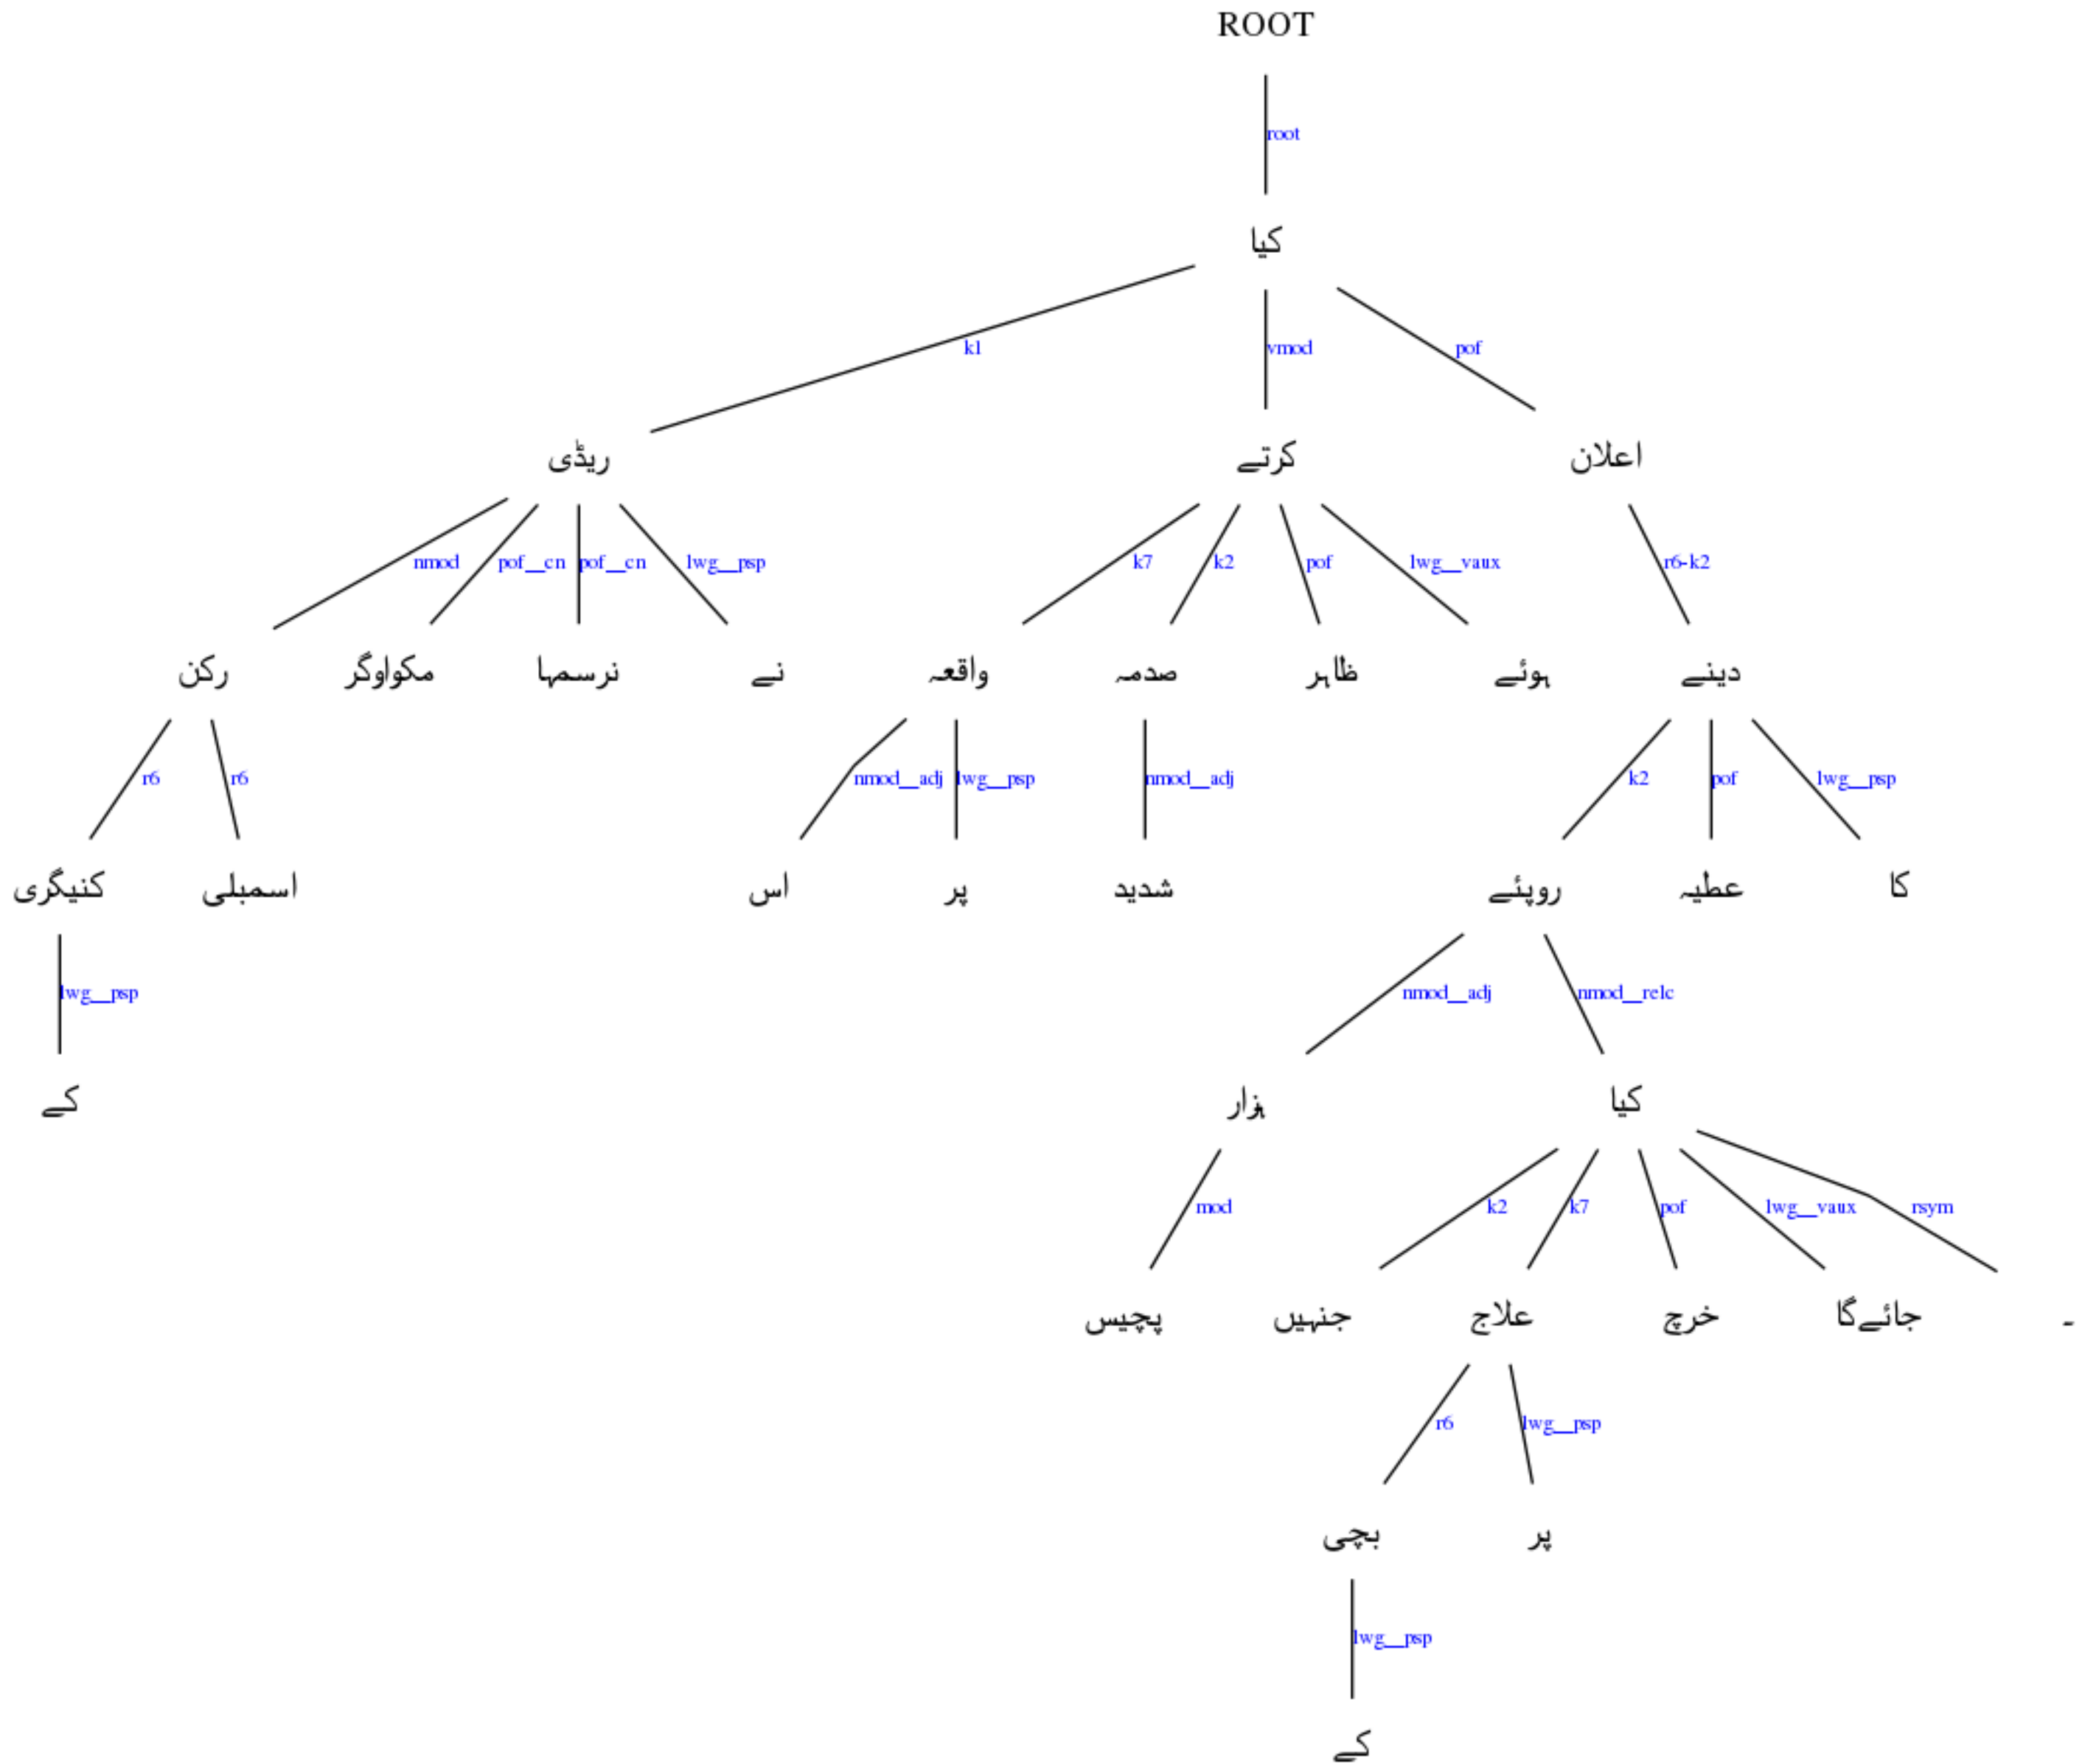 ROOT
root
کیا
k1 vmod pof
ریڈی کرتے اعلان
nmod pof__cn pof__cn lwg__psp k7 k2 pof lwg__vaux r6-k2
رکن مکواوگر نرسمہا نے واقعہ صدمہ ظاہر ہوئے دینے
r6 r6 nmod__adj lwg__psp nmod__adj k2 pof lwg__psp
کنیگری اسمبلی اس پر شدید روپئے عطیہ کا
lwg__psp nmod__adj nmod__relc
کے ہزار کیا
mod k2 k7 pof lwg__vaux rsym
پچیس جنہیں علاج خرچ جائےگا ۔
r6 lwg__psp
بچی پر
lwg__psp
کے